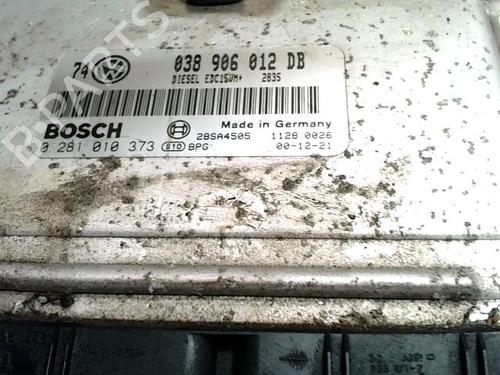 B-PARTS
74 038 906 012 DB
DIESEL EDC15VM+ 2835
BOSCH Made in Germany
28SA4505 1128 0026
0 281 010 373 810 BPG 00-12-21